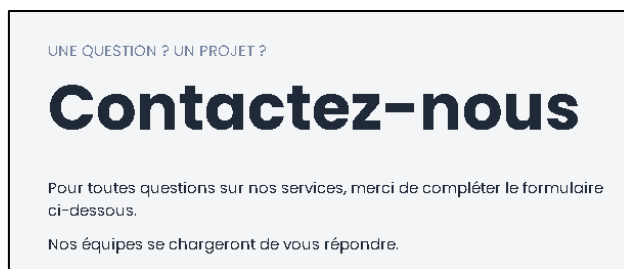 UNE QUESTION ? UN PROJET ?
Contactez-nous
Pour toutes questions sur nos services, merci de compléter le formulaire
ci-dessous.
Nos équipes se chargeront de vous répondre.